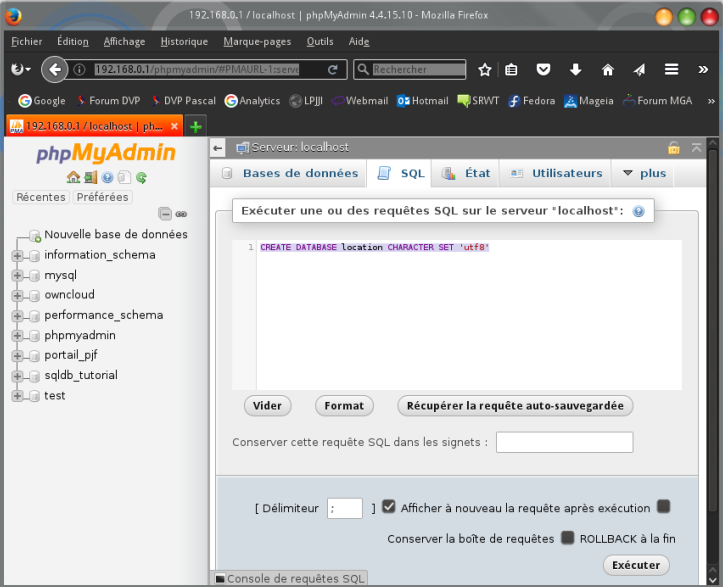 192.168.0.1 / localhost | phpMyAdmin 4.4.15.10 - Mozilla Firefox
Fichier Édition Affichage Historique Marque-pages Outils Aide
192.168.0.1/phpmyadmin/#PMAURL-1:serve
Rechercher
Google Forum DVP DVP Pascal Analytics LPJJI Webmail Hotmail SRWT Fedora Mageia Forum MGA »
192.168.0.1 / localhost | ph...
phpMyAdmin
Récentes Préférées
Nouvelle base de données
information_schema
mysql
owncloud
performance_schema
phpmyadmin
portail_pjf
sqldb_tutorial
test
Serveur: localhost
Bases de données SQL État Utilisateurs plus
Exécuter une ou des requêtes SQL sur le serveur "localhost":
1 CREATE DATABASE location CHARACTER SET 'utf8'
Vider Format Récupérer la requête auto-sauvegardée
Conserver cette requête SQL dans les signets :
[ Délimiteur ; ] Afficher à nouveau la requête après exécution
Conserver la boîte de requêtes ROLLBACK à la fin
Exécuter
Console de requêtes SQL